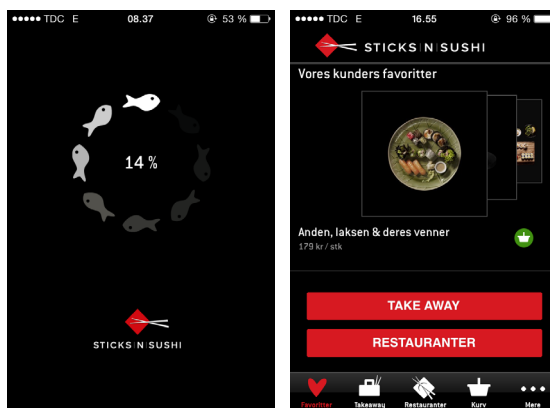 TDC E 08.37 53 %
14 %
STICKS N SUSHI
TDC E 16.55 96 %
STICKS N SUSHI
Vores kunders favoritter
Anden, laksen & deres venner
179 kr / stk
TAKE AWAY
RESTAURANTER
Favoritter Takeaway Restauranter Kurv Mere